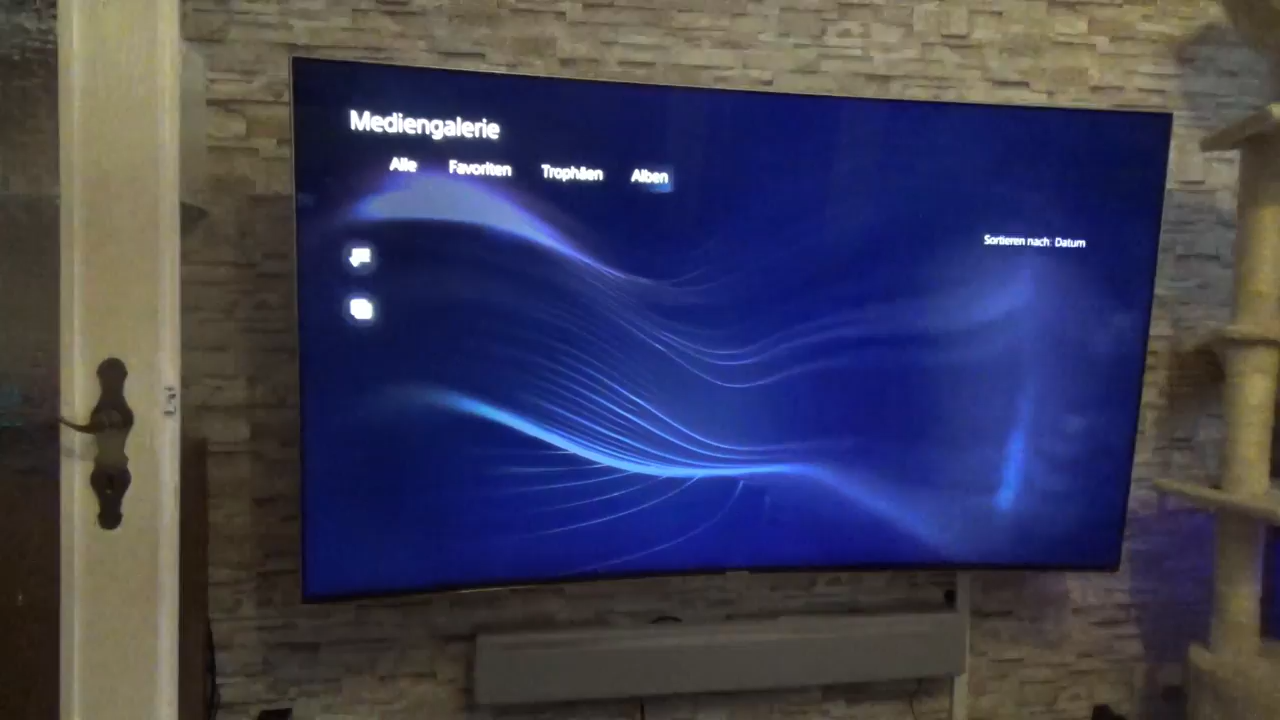 Mediengalerie
Alle Favoriten Trophäen Alben
Sortieren nach: Datum